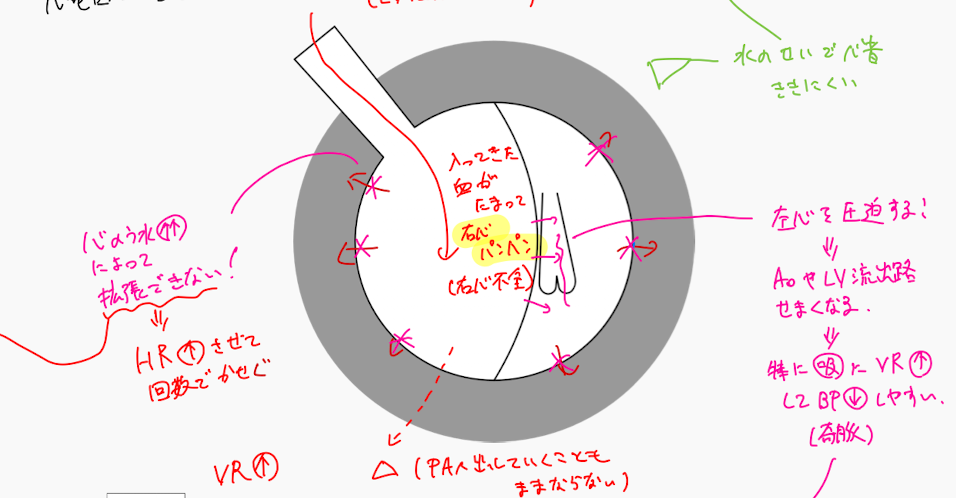 水のせいで心音
ききにくい
入ってきた
血が
たまって
右心
パンパン
(右心不全)
心のう水↑↑
によって
拡張できない!
⇓
HR↑させて
回数でかせぐ
左心を圧迫する!
⇓
AoやLV流出路
せまくなる.
⇓
特に吸にVR↑
してBP↓しやすい.
(奇脈)
VR↑
△(PAへ出していくことも
ままならない)